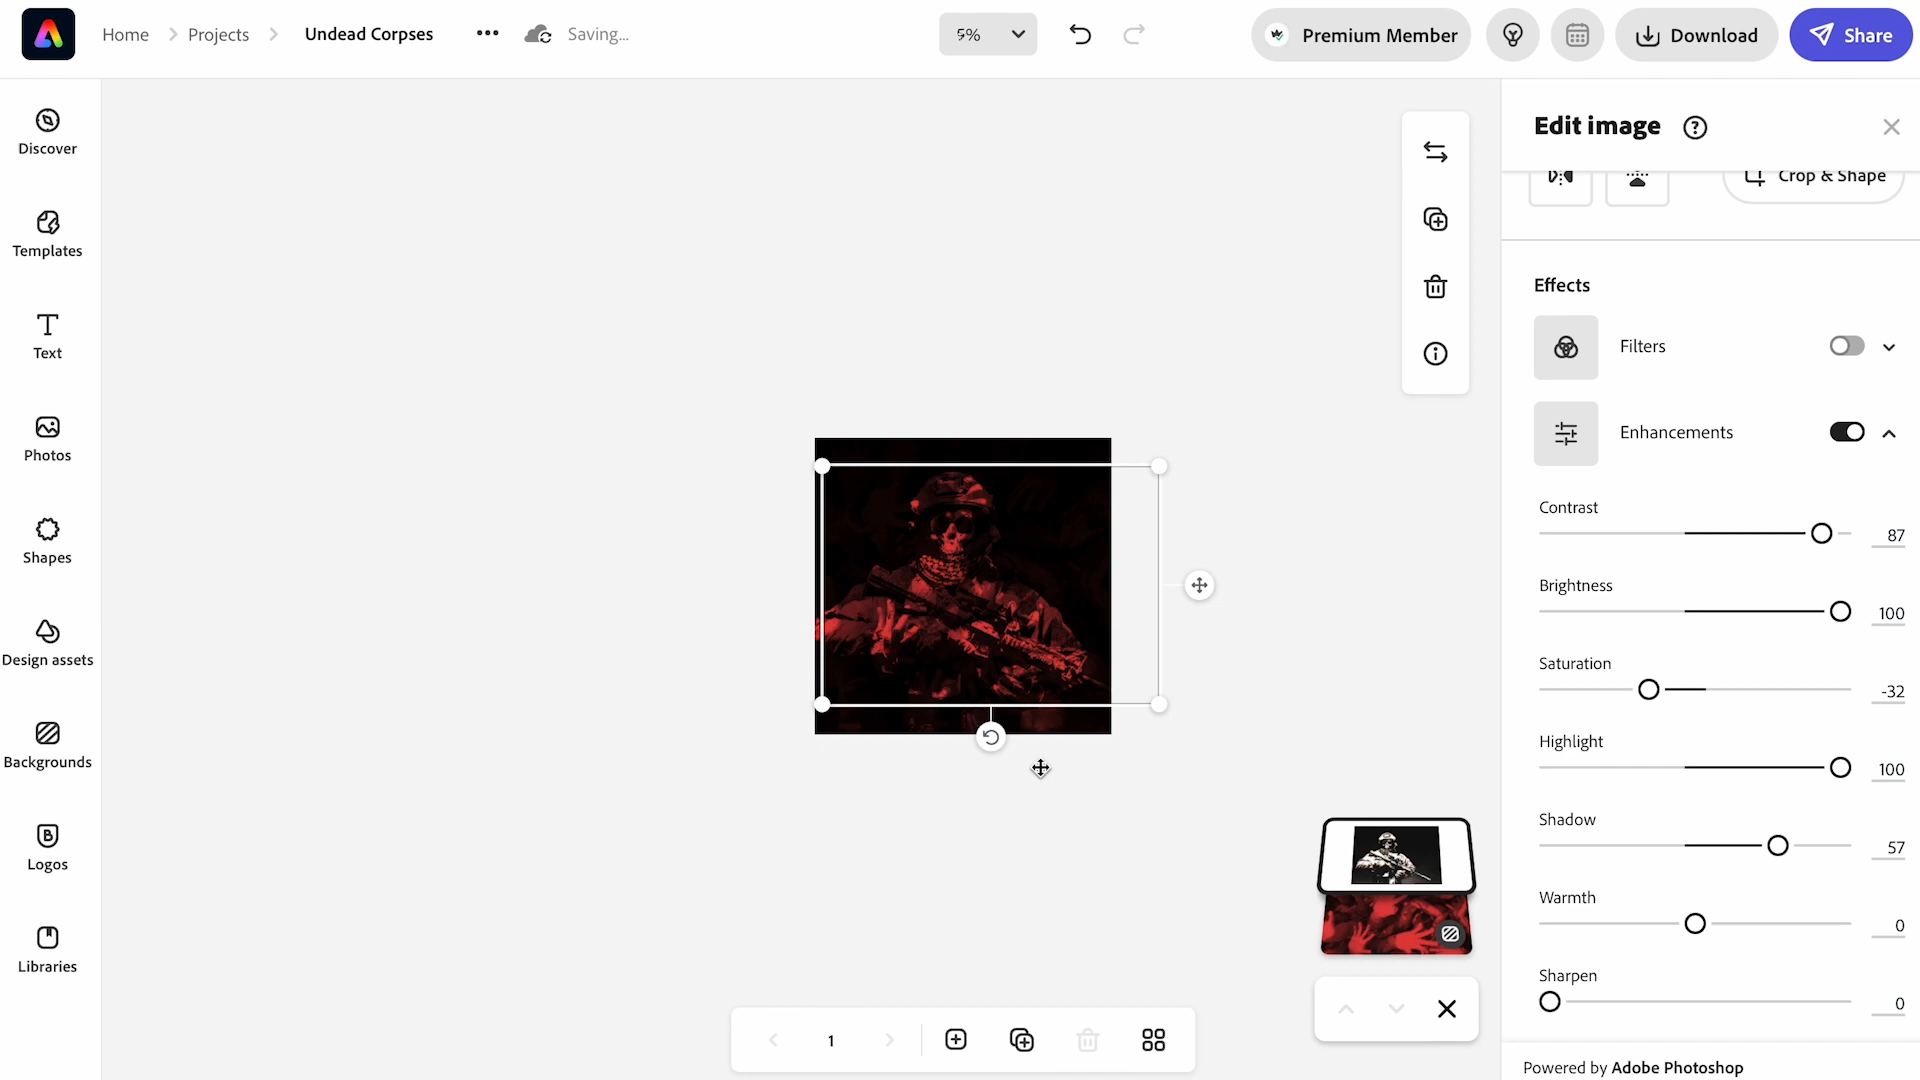 Home
Projects
Undead Corpses
Saving...
5%
Premium Member
Download
Share
Discover
Templates
Text
Photos
Shapes
Design assets
Backgrounds
Logos
Libraries
1
Edit image
Crop & Shape
Effects
Filters
Enhancements
Contrast
87
Brightness
100
Saturation
-32
Highlight
100
Shadow
57
Warmth
0
Sharpen
0
Powered by Adobe Photoshop